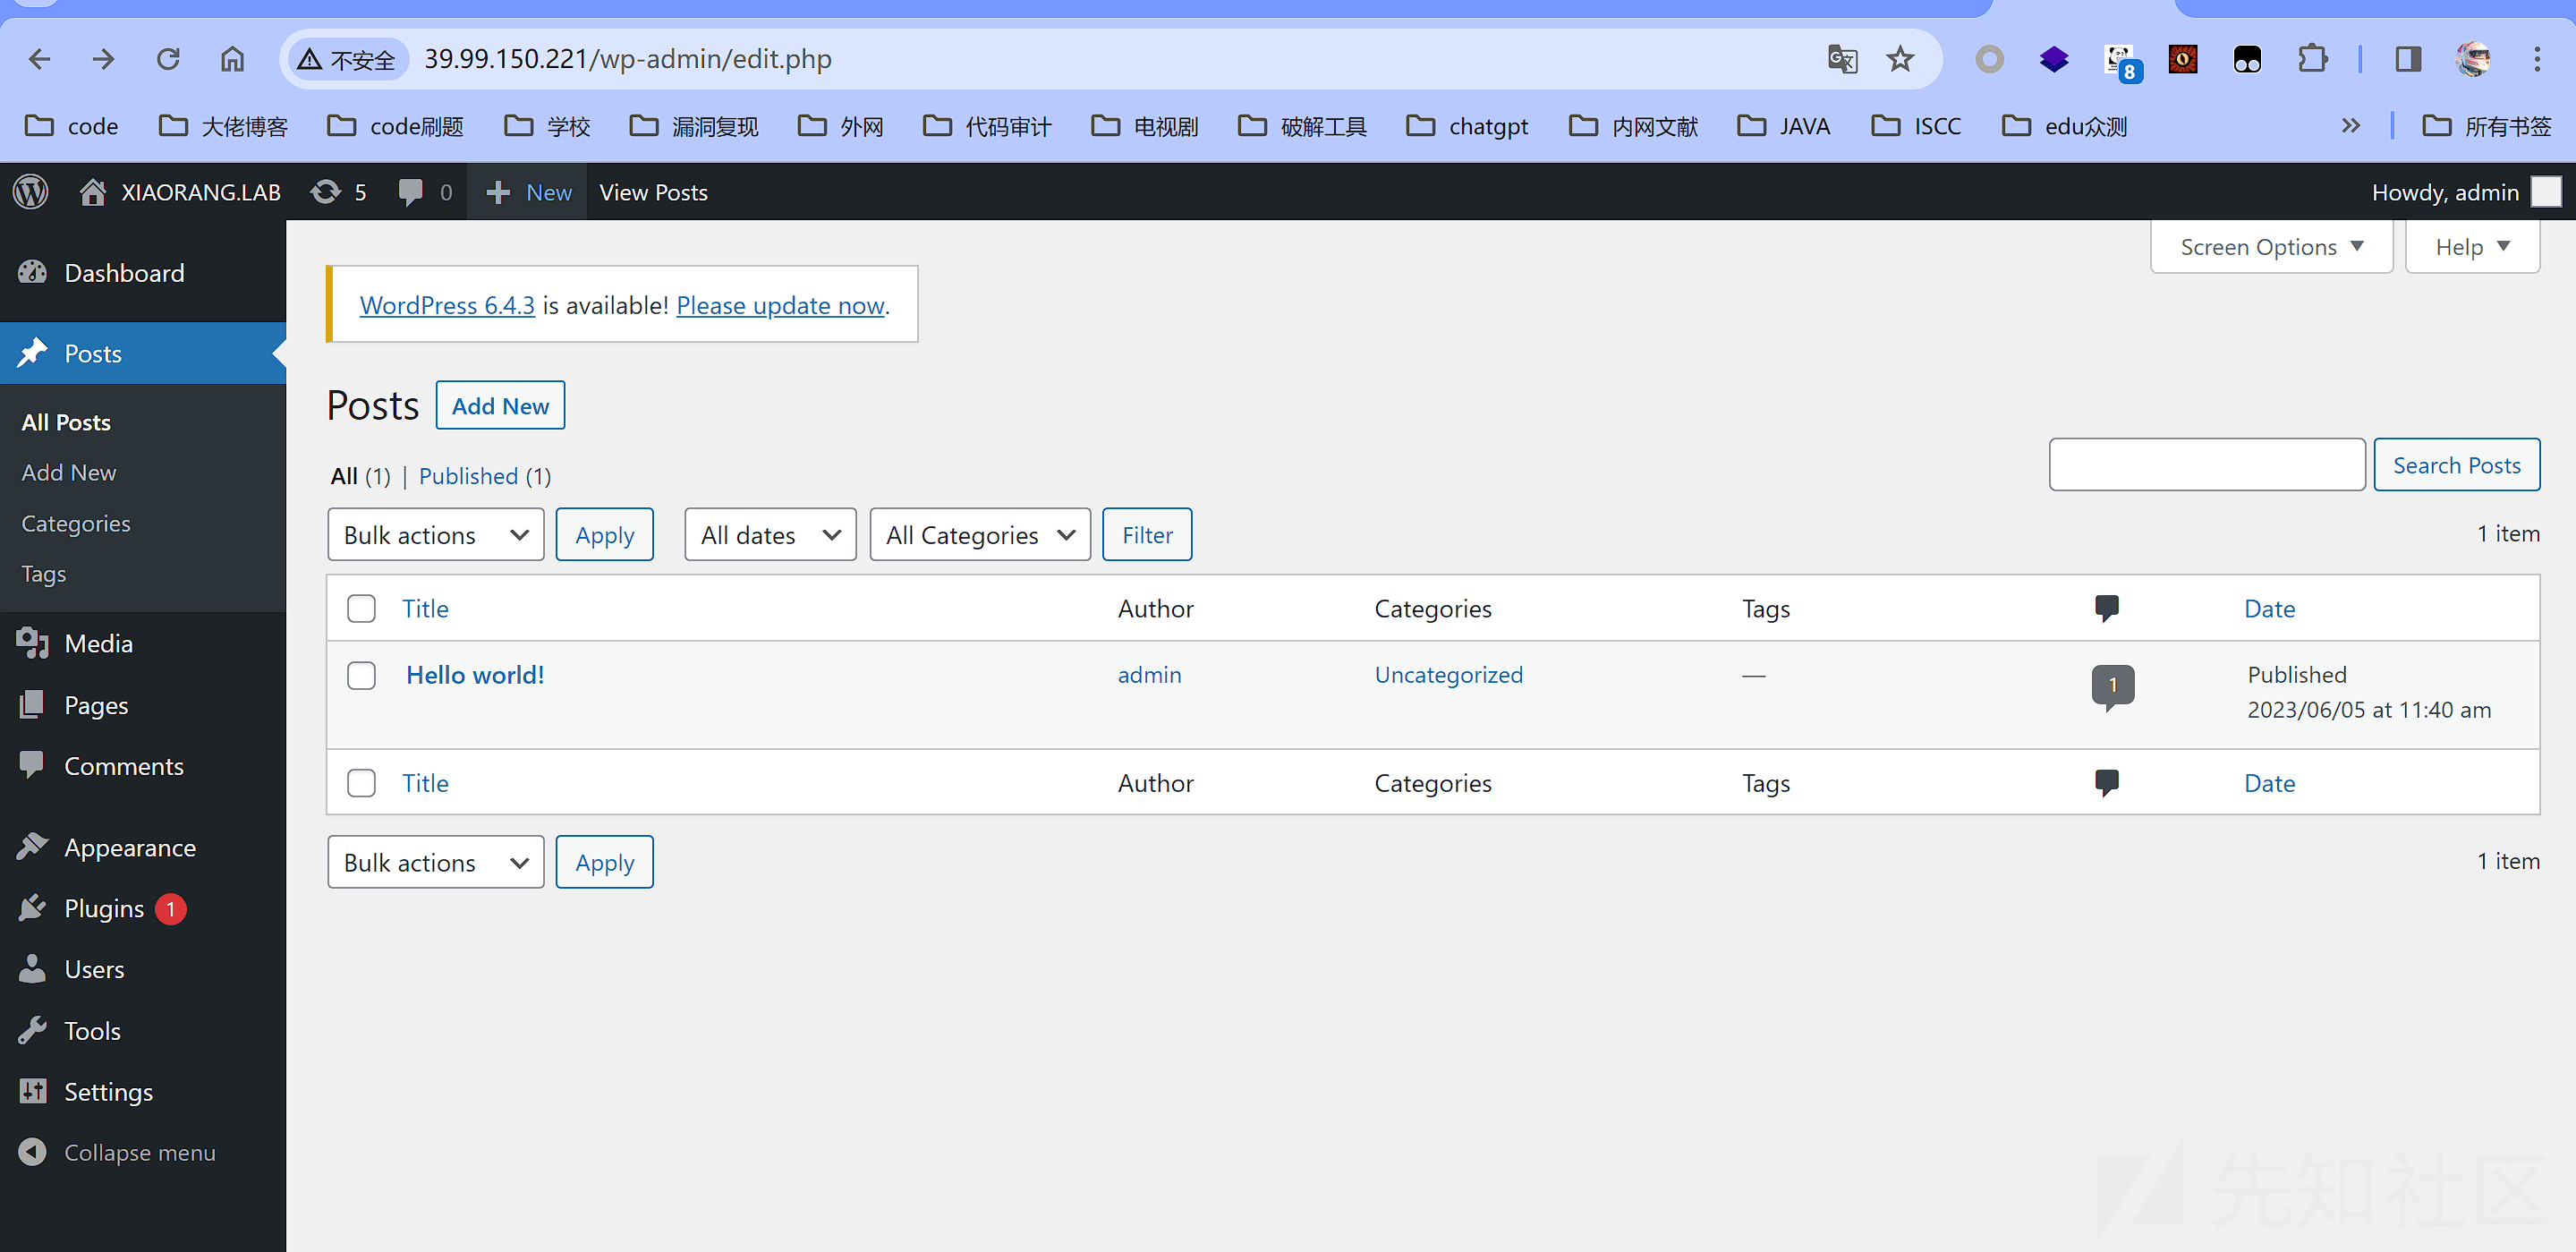 不安全 39.99.150.221/wp-admin/edit.php 8
code 大佬博客 code刷题 学校 漏洞复现 外网 代码审计 电视剧 破解工具 chatgpt 内网文献 JAVA ISCC edu众测 所有书签
XIAORANG.LAB 5 0 New View Posts Howdy, admin
Screen Options Help
Dashboard
Posts
All Posts
Add New
Categories
Tags
Media
Pages
Comments
Appearance
Plugins 1
Users
Tools
Settings
Collapse menu
WordPress 6.4.3 is available! Please update now.
Posts Add New
All (1) | Published (1)
Search Posts
Bulk actions Apply All dates All Categories Filter
1 item
Title Author Categories Tags Date
Hello world! admin Uncategorized — 1 Published
2023/06/05 at 11:40 am
Title Author Categories Tags Date
Bulk actions Apply
1 item
先知社区